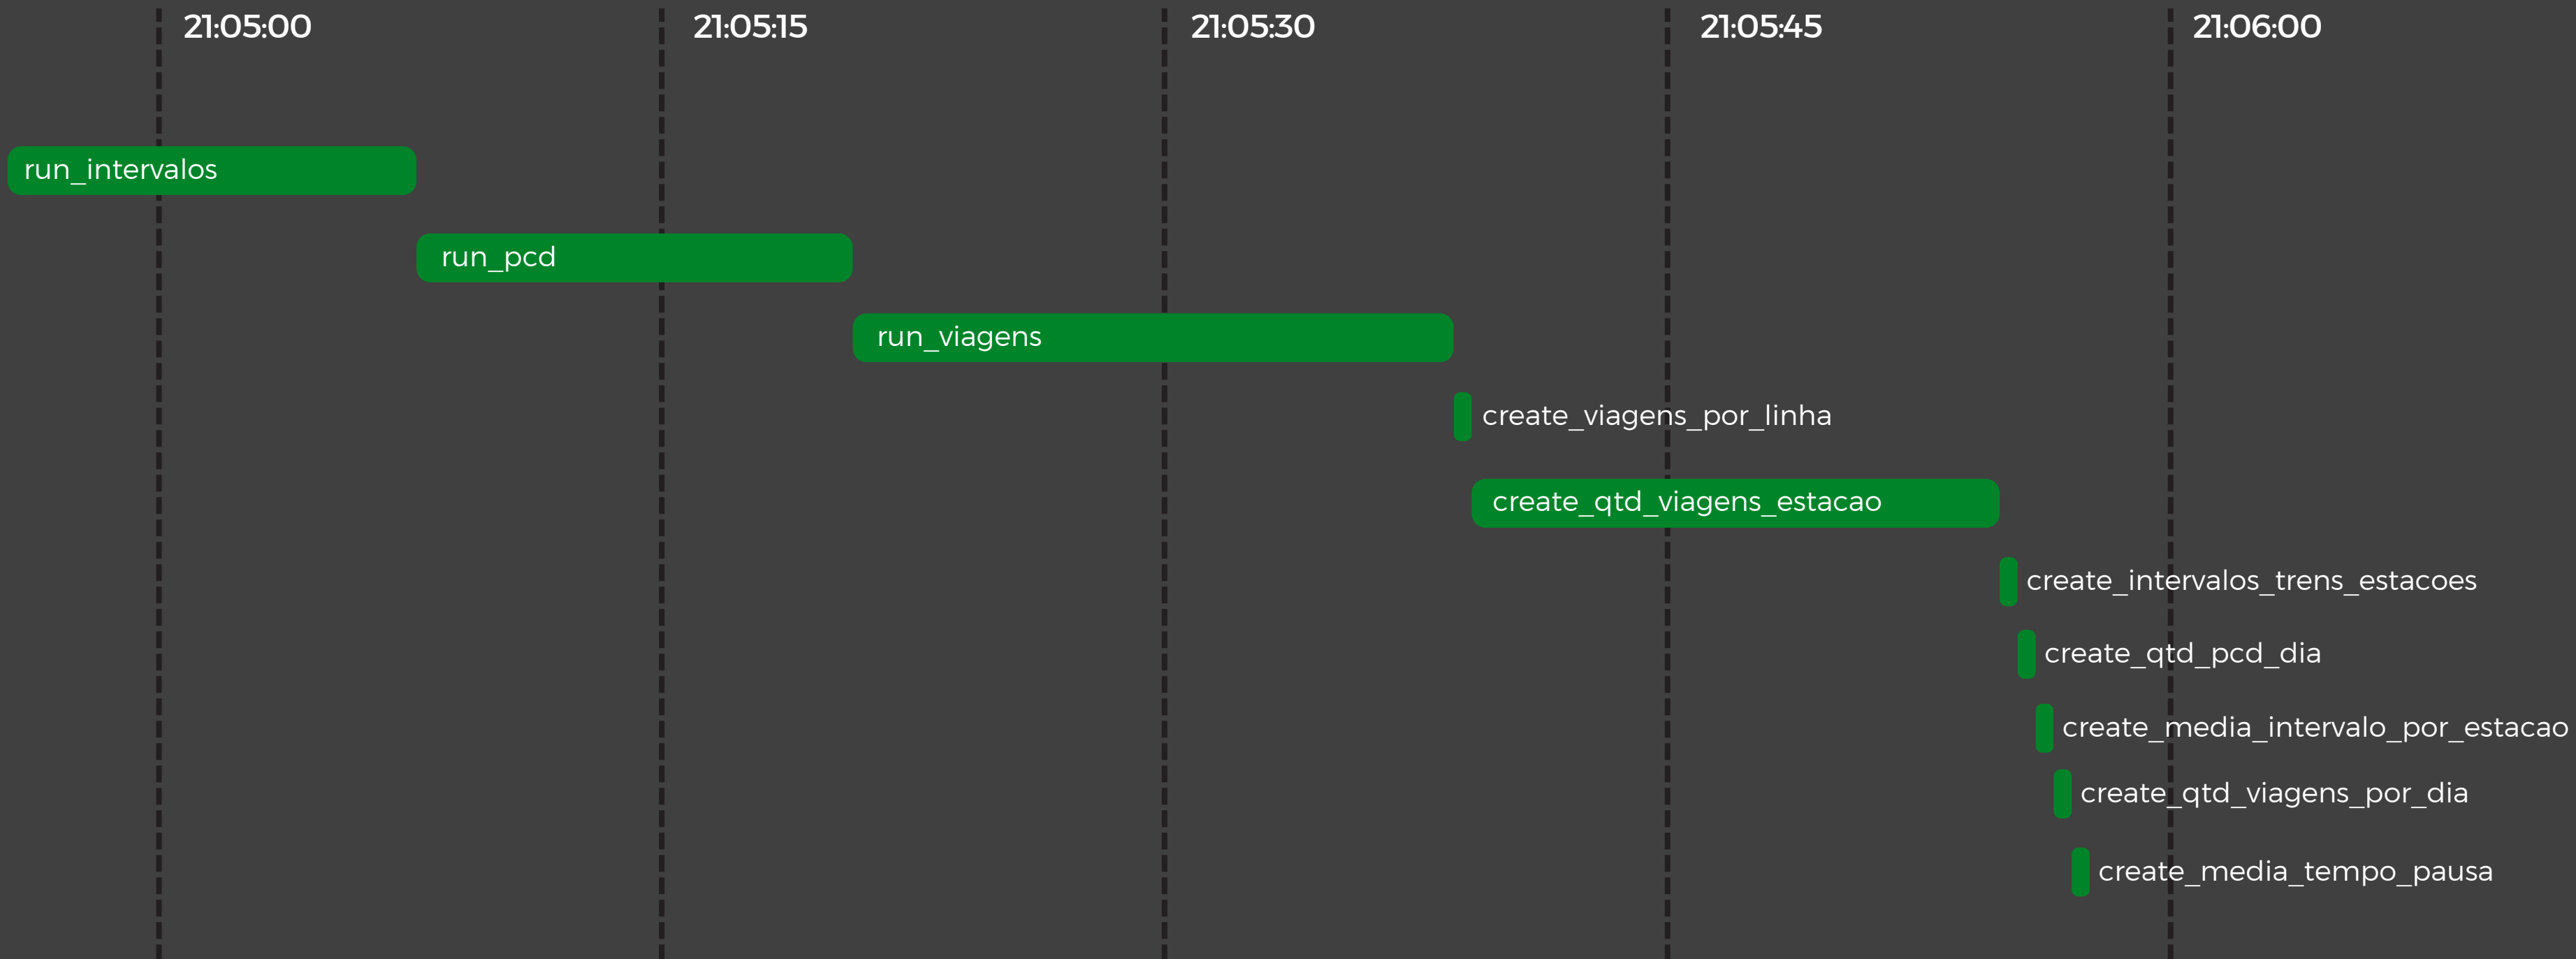 21:05:00
21:05:15
21:05:30
21:05:45
21:06:00
run_intervalos
run_pcd
run_viagens
create_viagens_por_linha
create_qtd_viagens_estacao
create_intervalos_trens_estacoes
create_qtd_pcd_dia
create_media_intervalo_por_estacao
create_qtd_viagens_por_dia
create_media_tempo_pausa